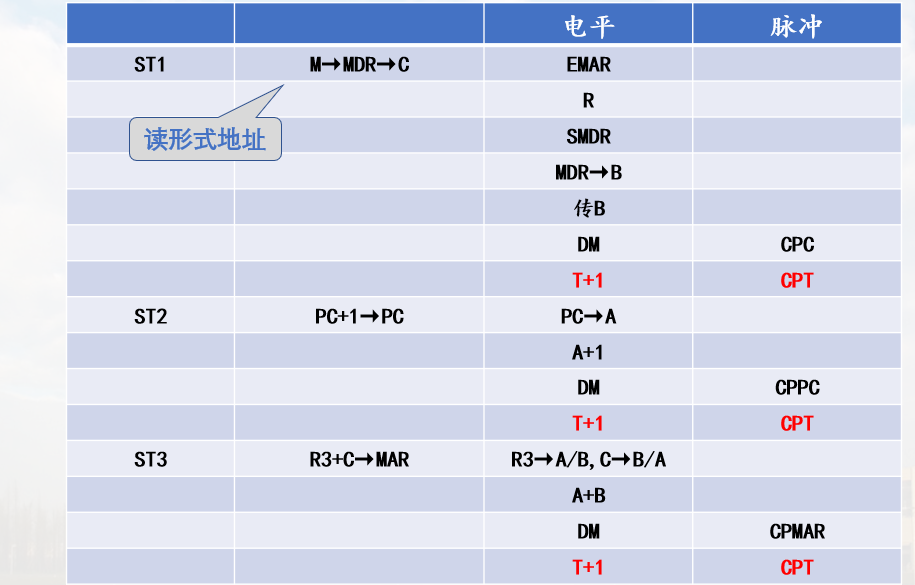 电平 脉冲
ST1 M→MDR→C EMAR
R
读形式地址
SMDR
MDR→B
传B
DM CPC
T+1 CPT
ST2 PC+1→PC PC→A
A+1
DM CPPC
T+1 CPT
ST3 R3+C→MAR R3→A/B,C→B/A
A+B
DM CPMAR
T+1 CPT